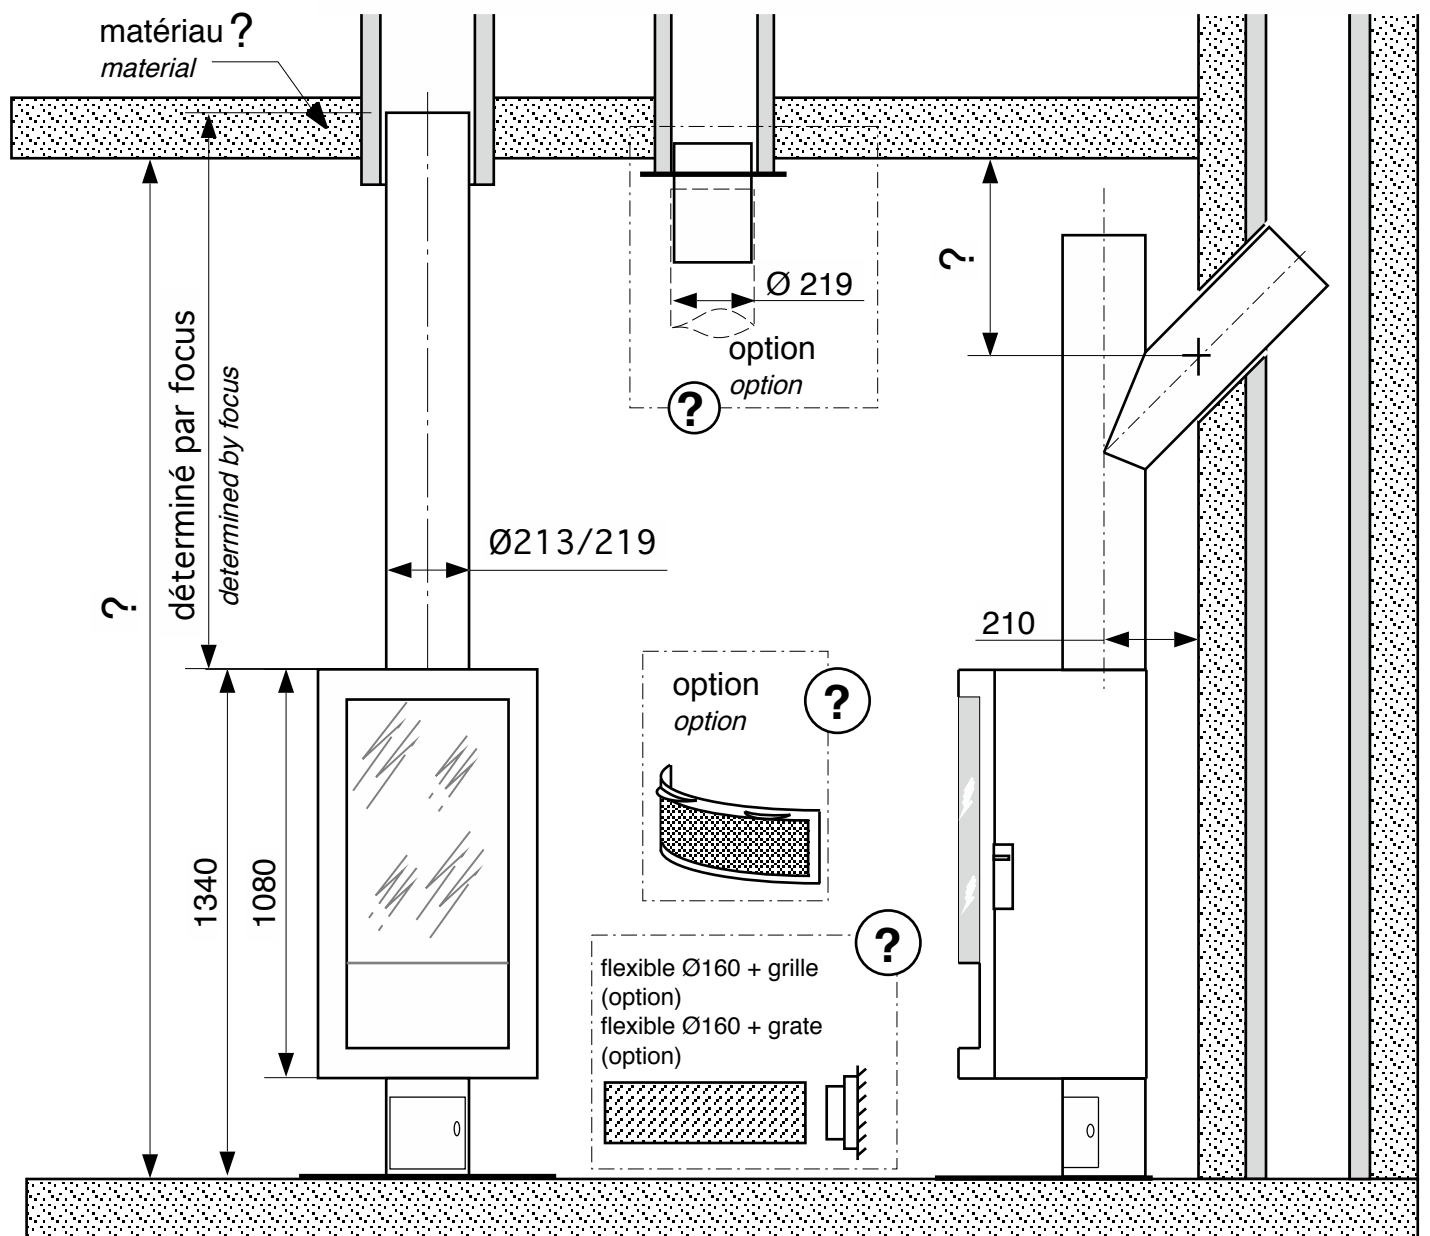 matériau ?
material
Ø 219
option
option
?
?
déterminé par focus
determined by focus
?
Ø213/219
210
option
option
?
1340
1080
?
flexible Ø160 + grille
(option)
flexible Ø160 + grate
(option)